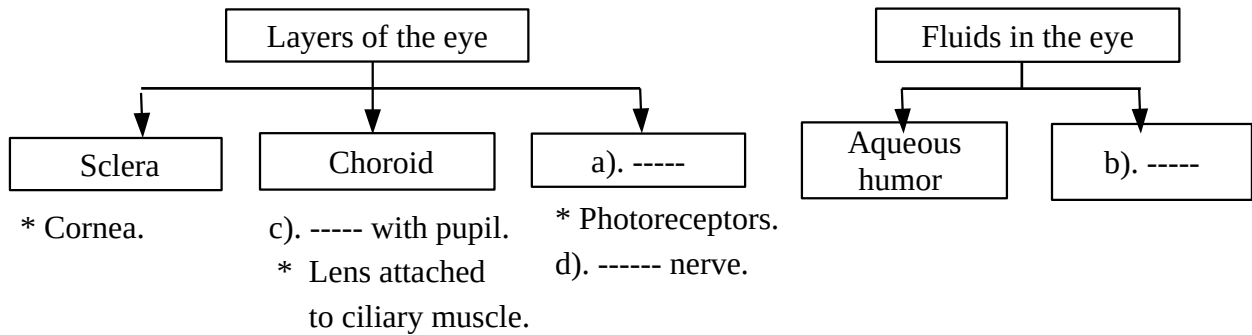 Layers of the eye
Fluids in the eye
Sclera
Choroid
a). -----
Aqueous
humor
b). -----
* Cornea.
c). ----- with pupil.
* Lens attached
to ciliary muscle.
* Photoreceptors.
d). ------ nerve.